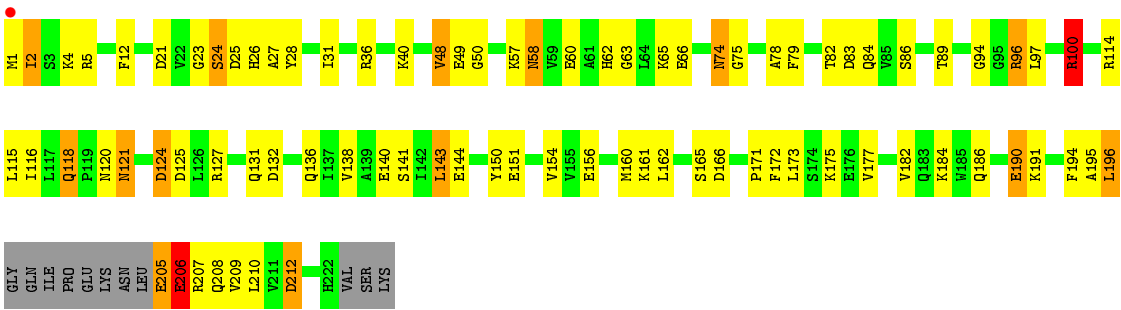 M1 I2 S3 K4 R5 F12 D21 V22 G23 S24 D25 H26 A27 Y28 I31 R36 K40 V48 E49 G50 K57 N58 V59 E60 A61 H62 G63 L64 K65 E66 N74 G75 A78 F79 T82 D83 Q84 V85 S86 T89 G94 G95 R96 L97 R100 R114
L115 I116 L117 Q118 P119 N120 N121 D124 D125 L126 R127 Q131 D132 Q136 I137 V138 A139 E140 S141 I142 L143 E144 Y150 E151 V154 V155 E156 M160 K161 L162 S165 P171 F172 L173 S174 K175 E176 V177 V182 Q183 K184 W185 Q186 E190 K191 F194 A195 L196
GLY GLN ILE PRO GLU LYS ASN LEU E205 E206 R207 Q208 V209 L210 V211 D212 H222 VAL SER LYS